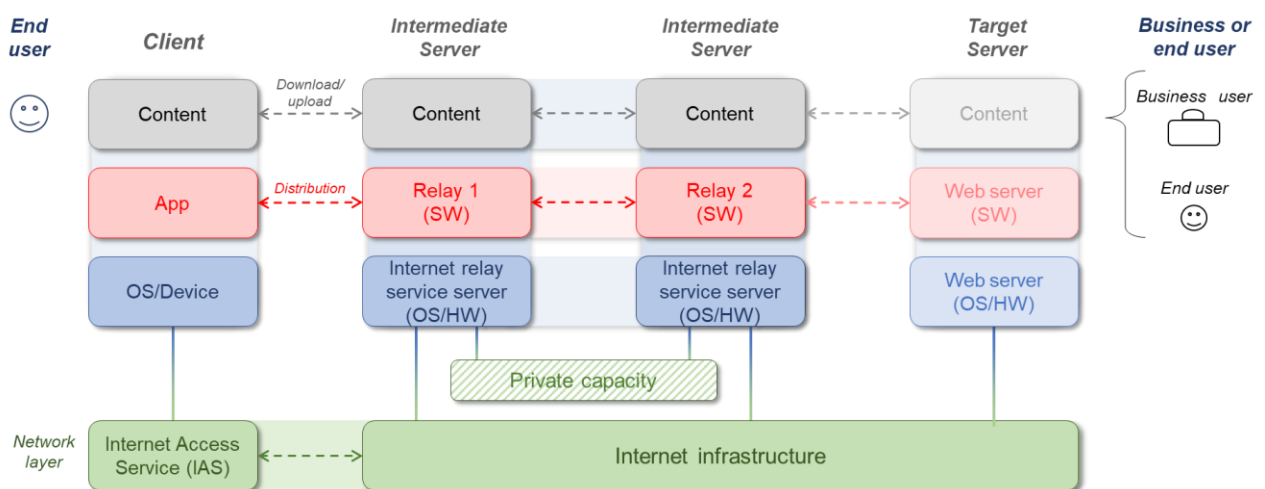 End
user
Client
Intermediate
Server
Intermediate
Server
Target
Server
Business or
end user
Content
Download/
upload
Content
Content
Content
Business user
App
Distribution
Relay 1
(SW)
Relay 2
(SW)
Web server
(SW)
End user
OS/Device
Internet relay
service server
(OS/HW)
Internet relay
service server
(OS/HW)
Web server
(OS/HW)
Private capacity
Network
layer
Internet Access
Service (IAS)
Internet infrastructure